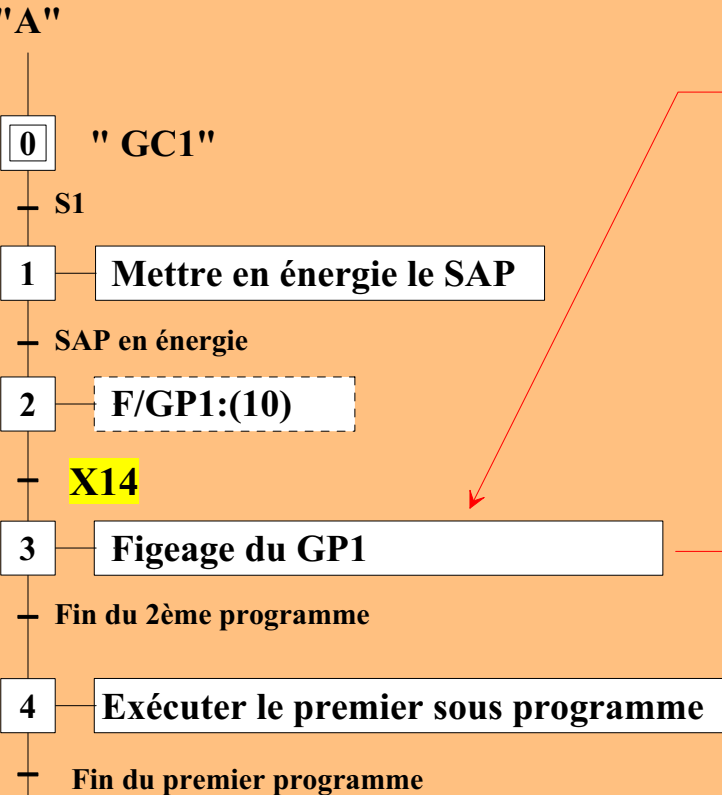 "A"
0 " GC1"
S1
1 Mettre en énergie le SAP
SAP en énergie
2 F/GP1:(10)
X14
3 Figeage du GP1
Fin du 2ème programme
4 Exécuter le premier sous programme
Fin du premier programme